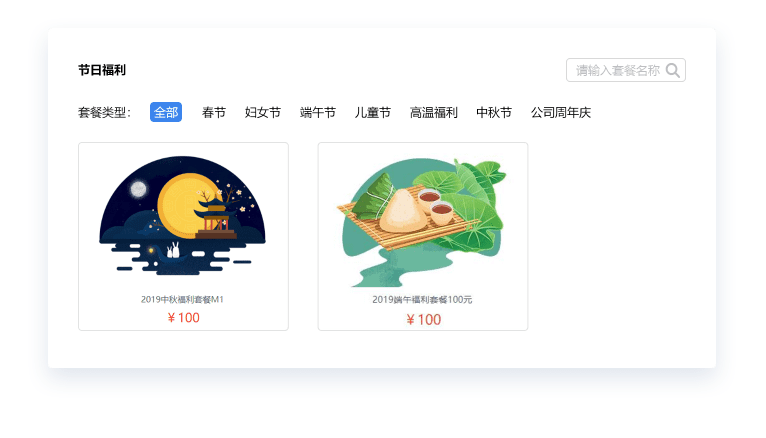 节日福利
请输入套餐名称
套餐类型： 全部 春节 妇女节 端午节 儿童节 高温福利 中秋节 公司周年庆
2019中秋福利套餐M1
￥100
2019端午福利套餐100元
￥100